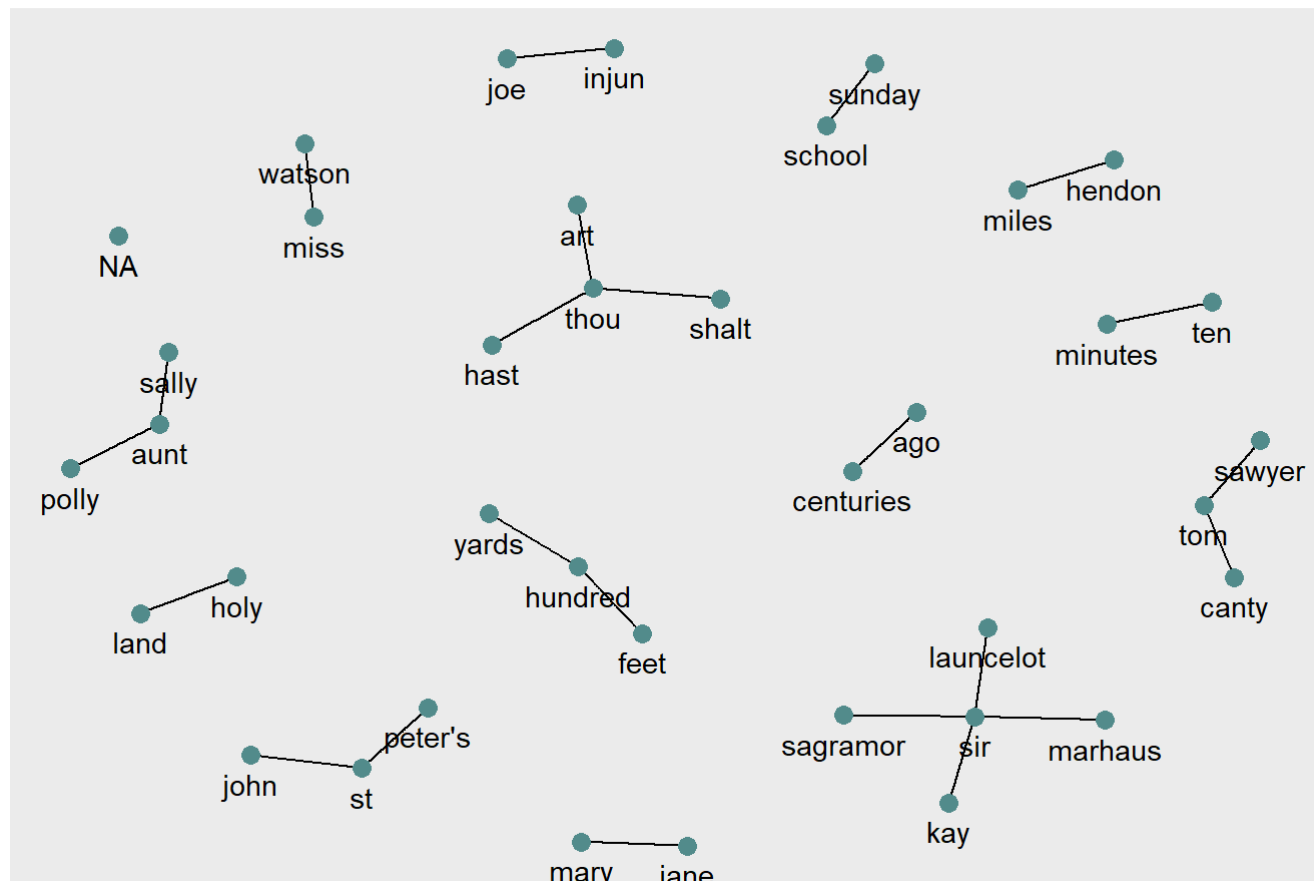 joe
injun
sunday
school
watson
miss
hendon
miles
art
NA
thou
shalt
hast
ten
minutes
sally
aunt
polly
ago
centuries
sawyer
tom
canty
yards
hundred
feet
holy
land
launcelot
sagramor
sir
marhaus
kay
peter's
john
st
mary
jane